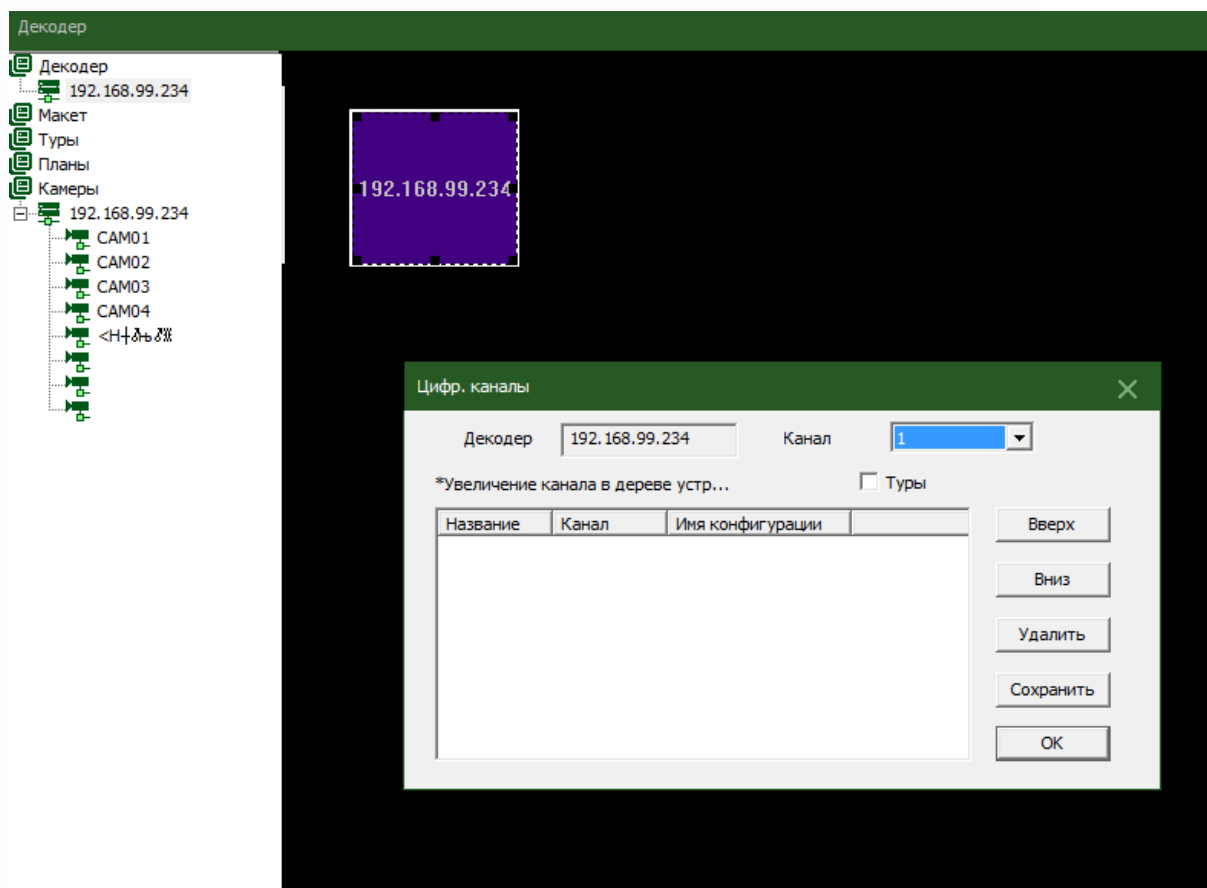 Декодер
Декодер
192.168.99.234
Макет
Туры
Планы
Камеры
192.168.99.234
CAM01
CAM02
CAM03
CAM04
192.168.99.234
Цифр. каналы
Декодер 192.168.99.234 Канал 1
*Увеличение канала в дереве устр... Туры
Название Канал Имя конфигурации
Вверх
Вниз
Удалить
Сохранить
OK